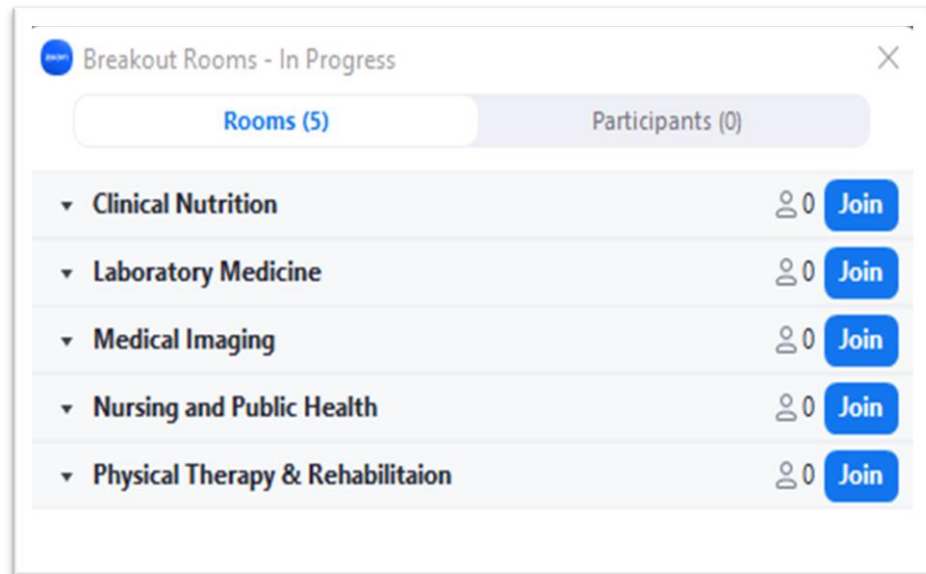 zoom Breakout Rooms - In Progress
Rooms (5) Participants (0)
Clinical Nutrition 0 Join
Laboratory Medicine 0 Join
Medical Imaging 0 Join
Nursing and Public Health 0 Join
Physical Therapy & Rehabilitaion 0 Join